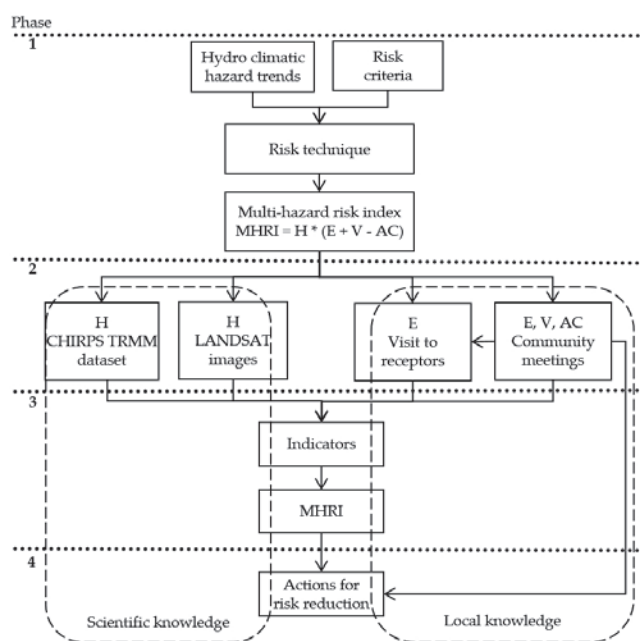 Phase
1
Hydro climatic
hazard trends
Risk
criteria
Risk technique
Multi-hazard risk index
MHRI = H * (E + V - AC)
2
H
CHIRPS TRMM
dataset
H
LANDSAT
images
E
Visit to
receptors
E, V, AC
Community
meetings
3
Indicators
MHRI
4
Actions for
risk reduction
Scientific knowledge
Local knowledge